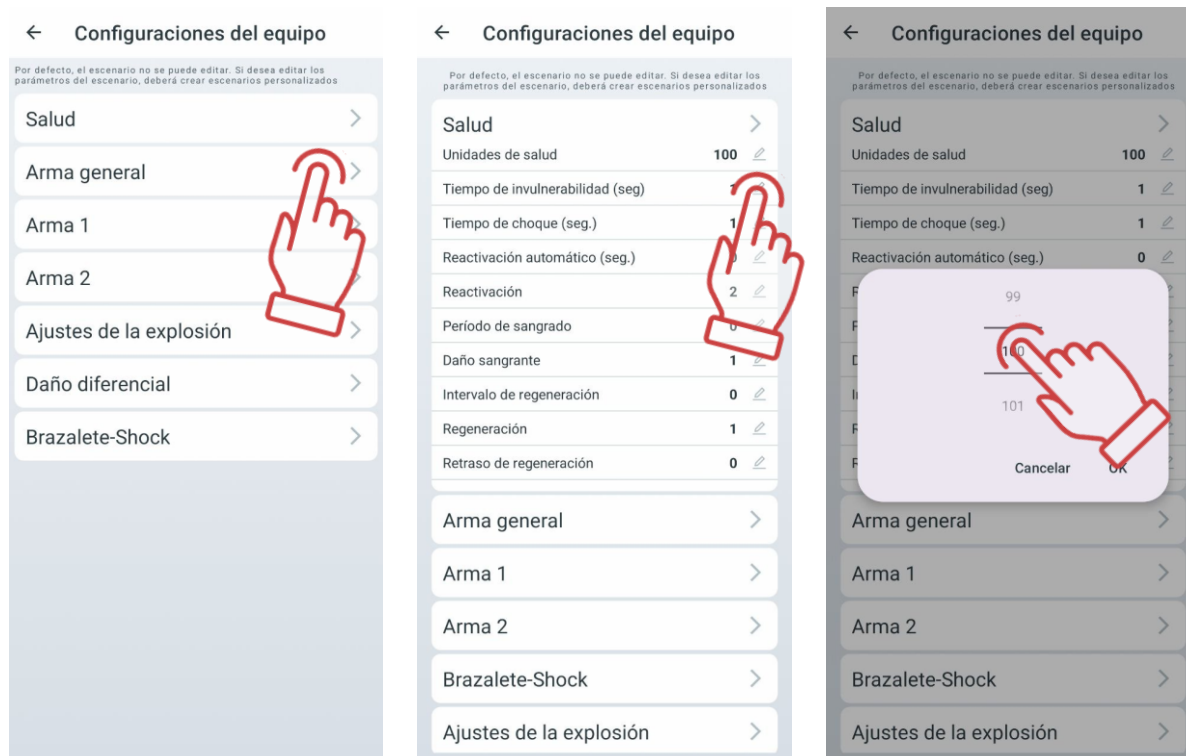 Configuraciones del equipo
Por defecto, el escenario no se puede editar. Si desea editar los
parámetros del escenario, deberá crear escenarios personalizados
Salud
Arma general
Arma 1
Arma 2
Ajustes de la explosión
Daño diferencial
Brazalete-Shock
Configuraciones del equipo
Por defecto, el escenario no se puede editar. Si desea editar los
parámetros del escenario, deberá crear escenarios personalizados
Salud
Unidades de salud 100
Tiempo de invulnerabilidad (seg) 1
Tiempo de choque (seg.) 1
Reactivación automático (seg.) 0
Reactivación 2
Período de sangrado 0
Daño sangrante 1
Intervalo de regeneración 0
Regeneración 1
Retraso de regeneración 0
Arma general
Arma 1
Arma 2
Brazalete-Shock
Ajustes de la explosión
Configuraciones del equipo
Por defecto, el escenario no se puede editar. Si desea editar los
parámetros del escenario, deberá crear escenarios personalizados
Salud
Unidades de salud 100
Tiempo de invulnerabilidad (seg) 1
Tiempo de choque (seg.) 1
Reactivación automático (seg.) 0
99
100
101
Cancelar OK
Arma general
Arma 1
Arma 2
Brazalete-Shock
Ajustes de la explosión